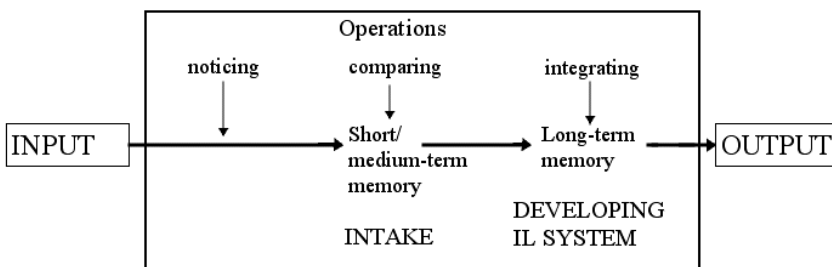 Operations
noticing
comparing
integrating
INPUT
Short/
medium-term
memory
Long-term
memory
OUTPUT
INTAKE
DEVELOPING
IL SYSTEM